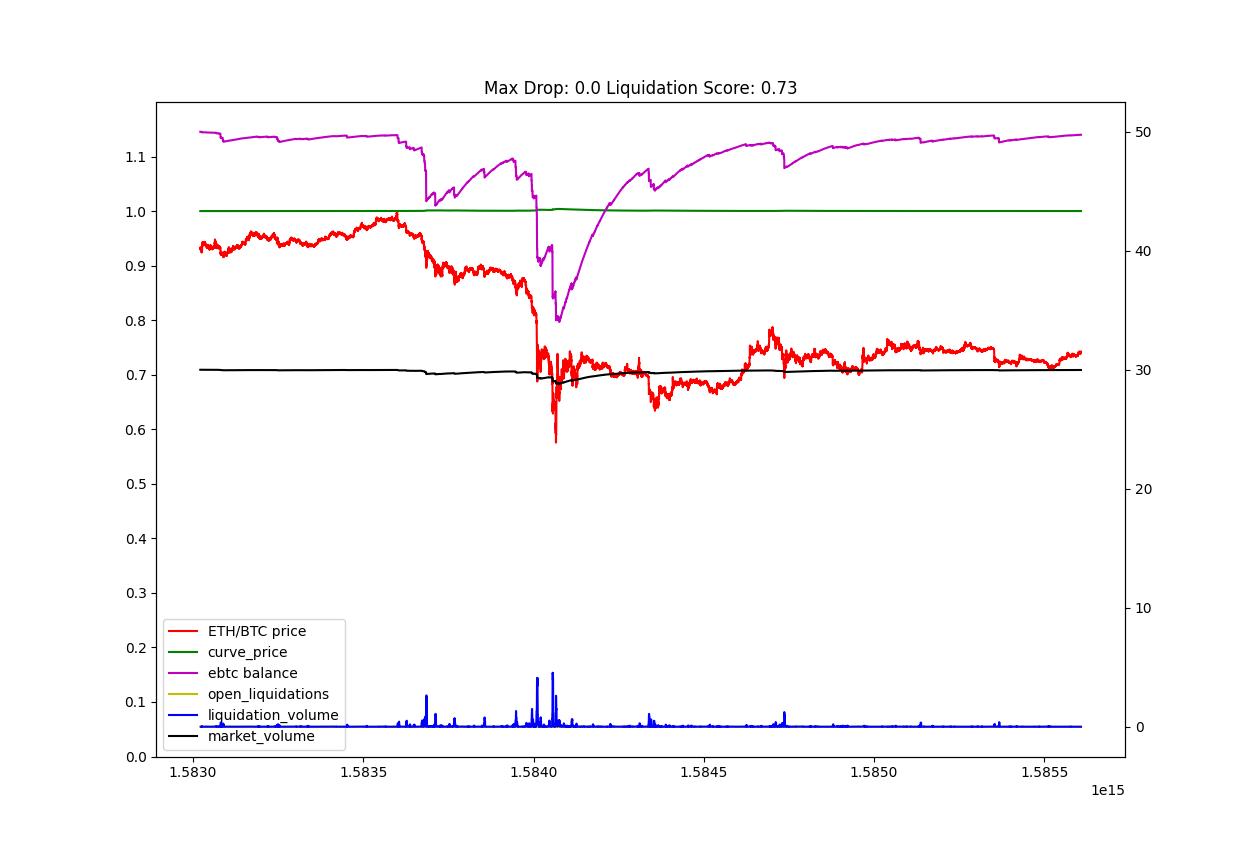 Max Drop: 0.0 Liquidation Score: 0.73
1.1
1.0
0.9
0.8
0.7
0.6
0.5
0.4
0.3
0.2
0.1
0.0
50
40
30
20
10
0
ETH/BTC price
curve_price
ebtc balance
open_liquidations
liquidation_volume
market_volume
1.5830 1.5835 1.5840 1.5845 1.5850 1.5855
1e15